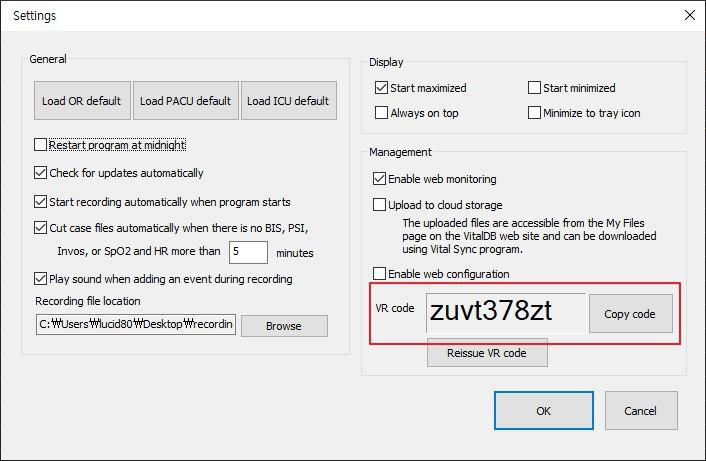 Settings
General
Load OR default
Load PACU default
Load ICU default
Restart program at midnight
Check for updates automatically
Start recording automatically when program starts
Cut case files automatically when there is no BIS, PSI,
Invos, or SpO2 and HR more than 5 minutes
Play sound when adding an event during recording
Recording file location
C:₩Users₩lucid80₩Desktop₩recordin
Browse
Display
Start maximized
Start minimized
Always on top
Minimize to tray icon
Management
Enable web monitoring
Upload to cloud storage
The uploaded files are accessible from the My Files
page on the VitalDB web site and can be downloaded
using Vital Sync program.
Enable web configuration
VR code
zuvt378zt
Copy code
Reissue VR code
OK
Cancel